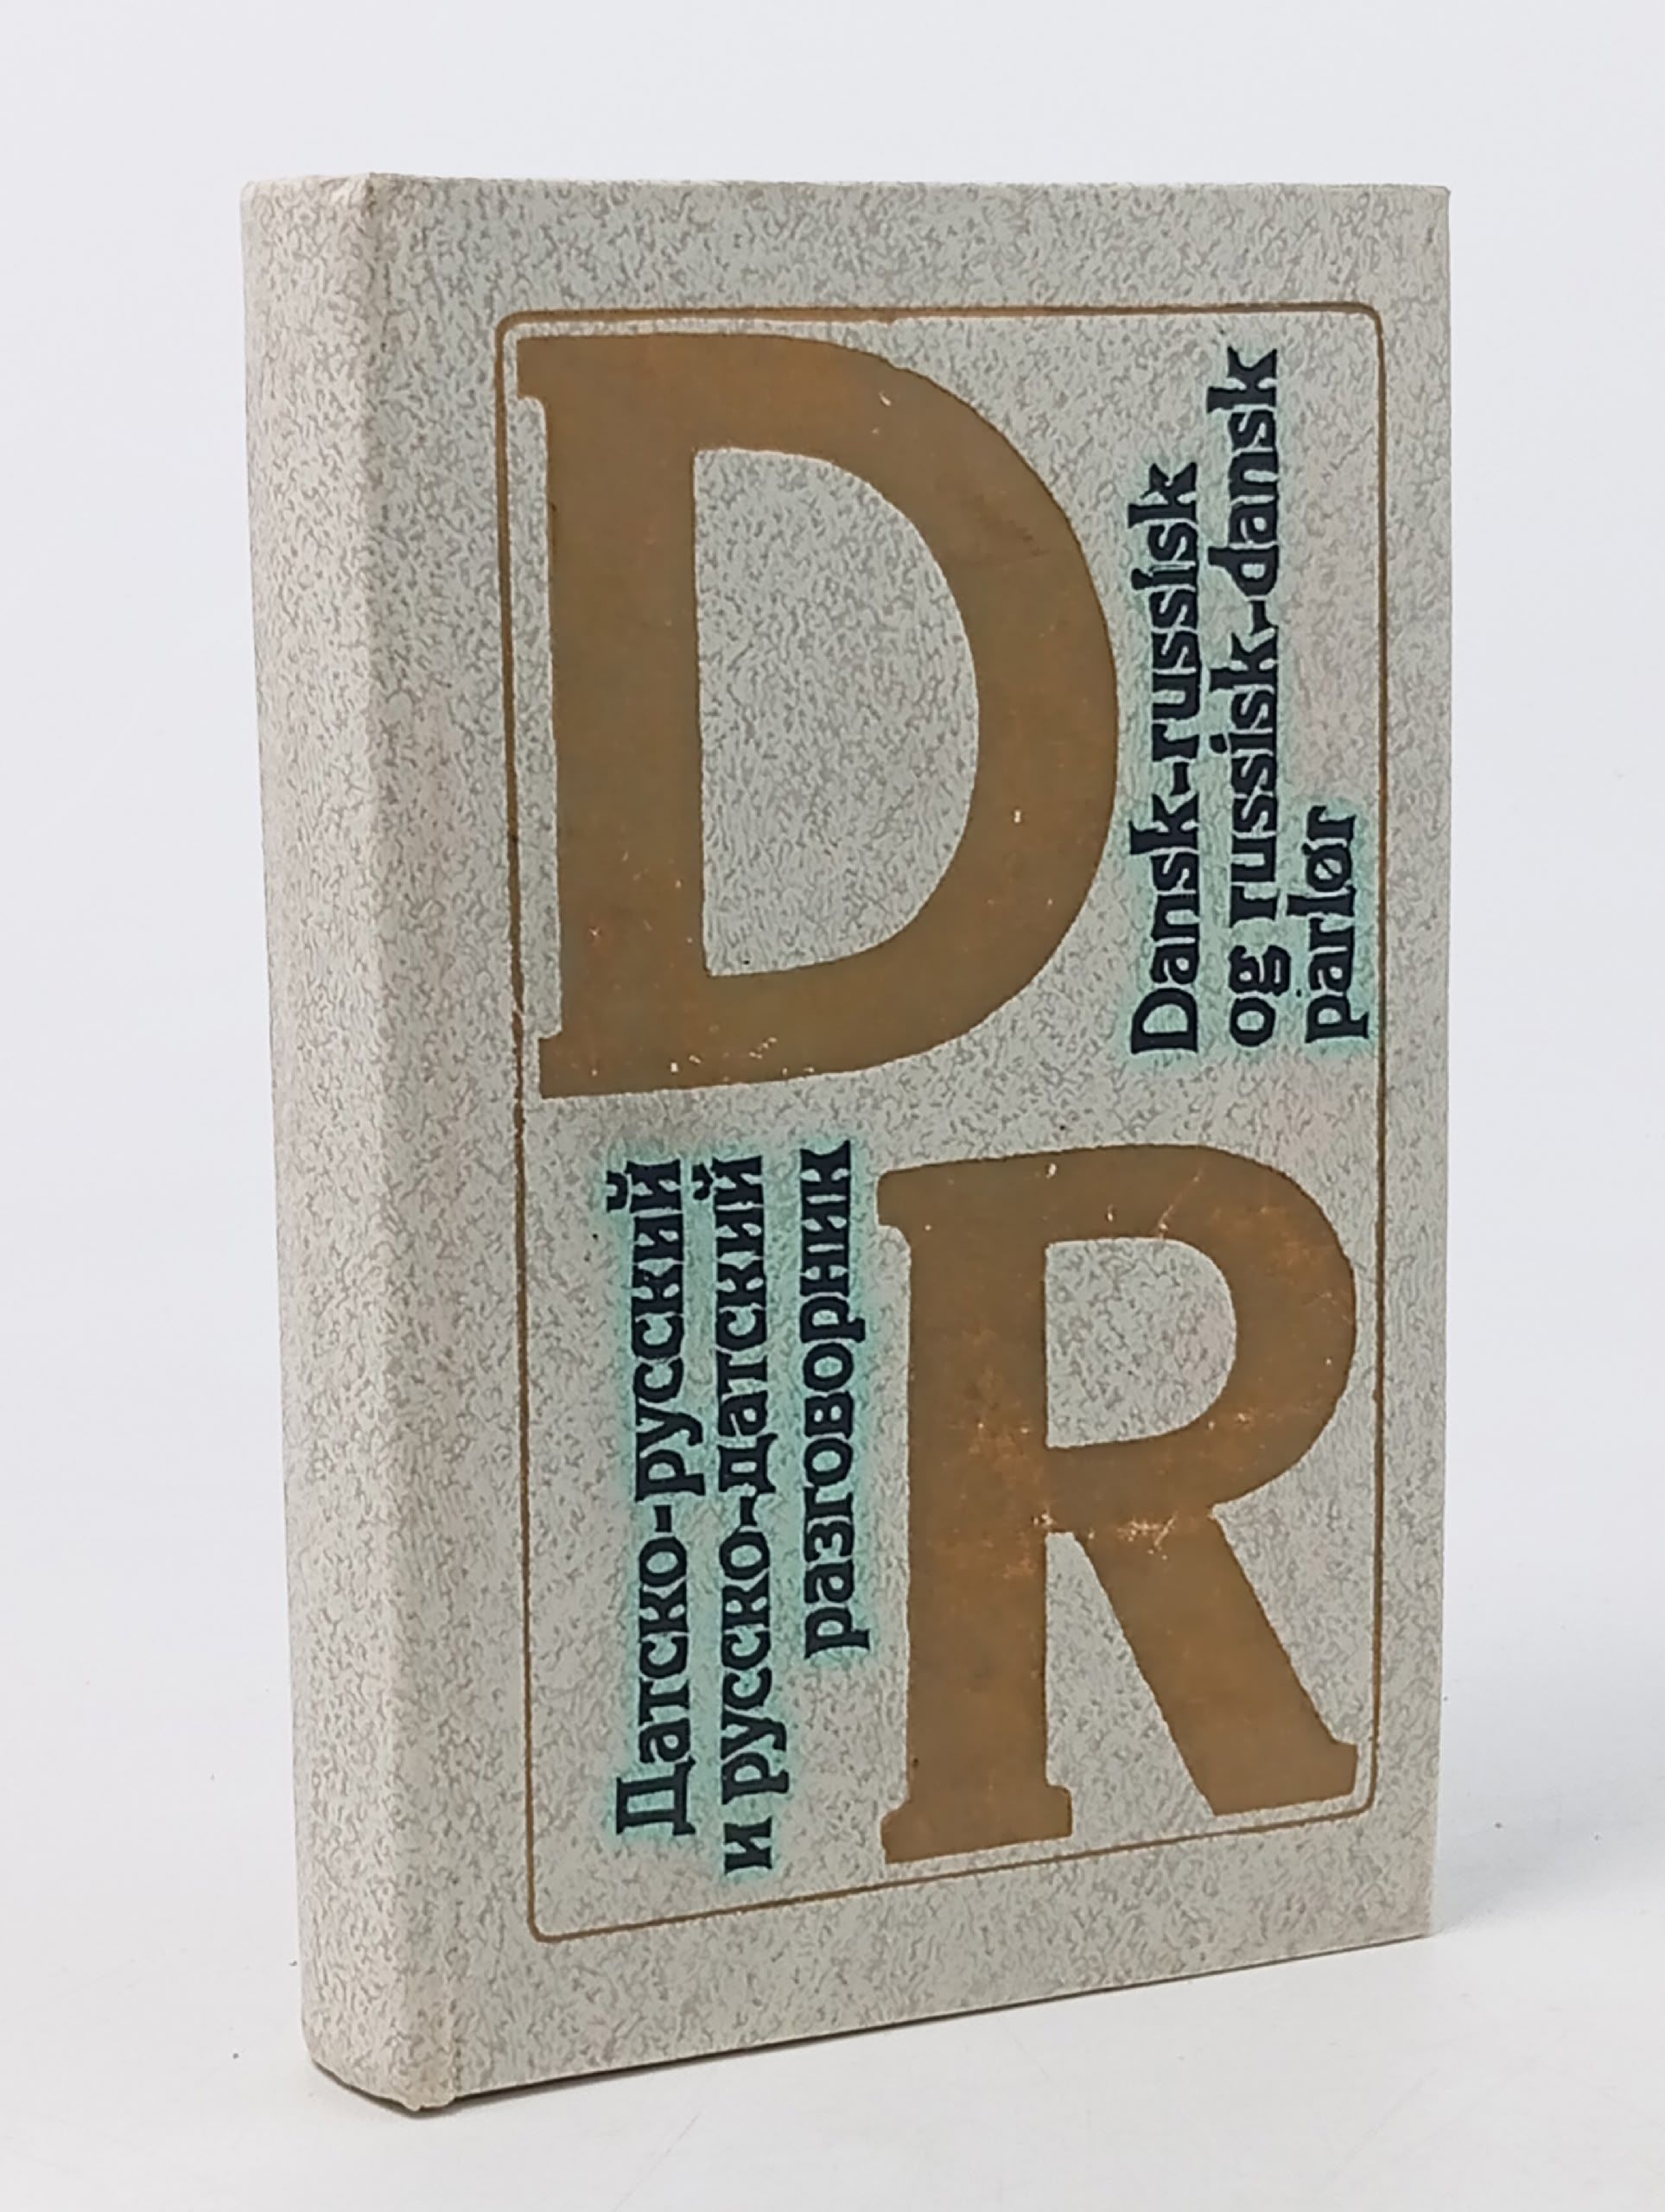 D
Dansk-russisk
og russisk-dansk
parlør
Датско-русский
и русско-датский
разговорник
R